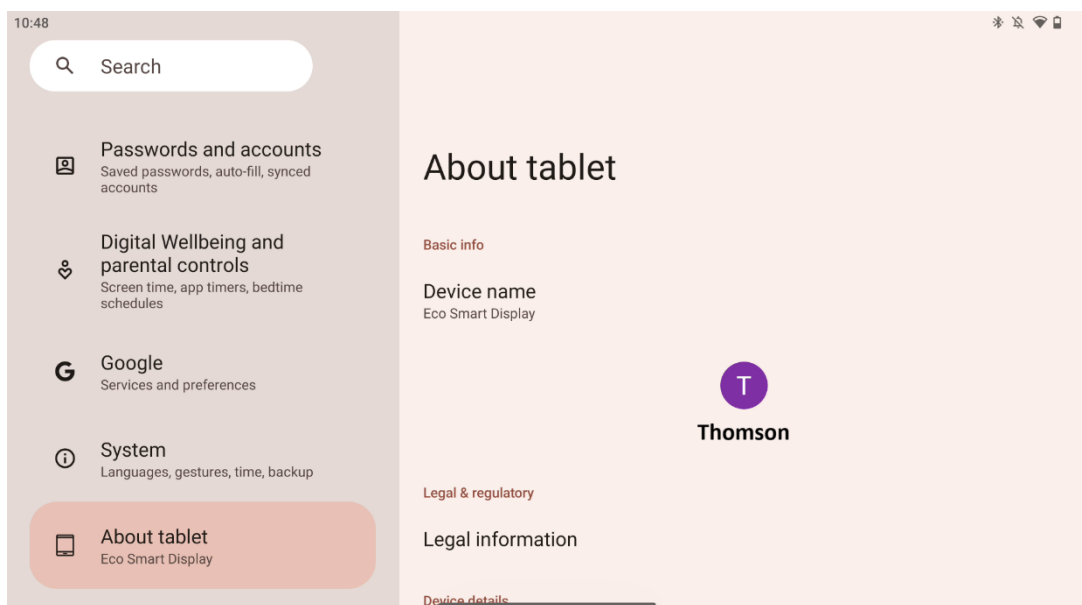 10:48
Search
Passwords and accounts
Saved passwords, auto-fill, synced
accounts
Digital Wellbeing and
parental controls
Screen time, app timers, bedtime
schedules
G
Google
Services and preferences
System
Languages, gestures, time, backup
About tablet
Eco Smart Display
About tablet
Basic info
Device name
Eco Smart Display
T
Thomson
Legal & regulatory
Legal information
Device details